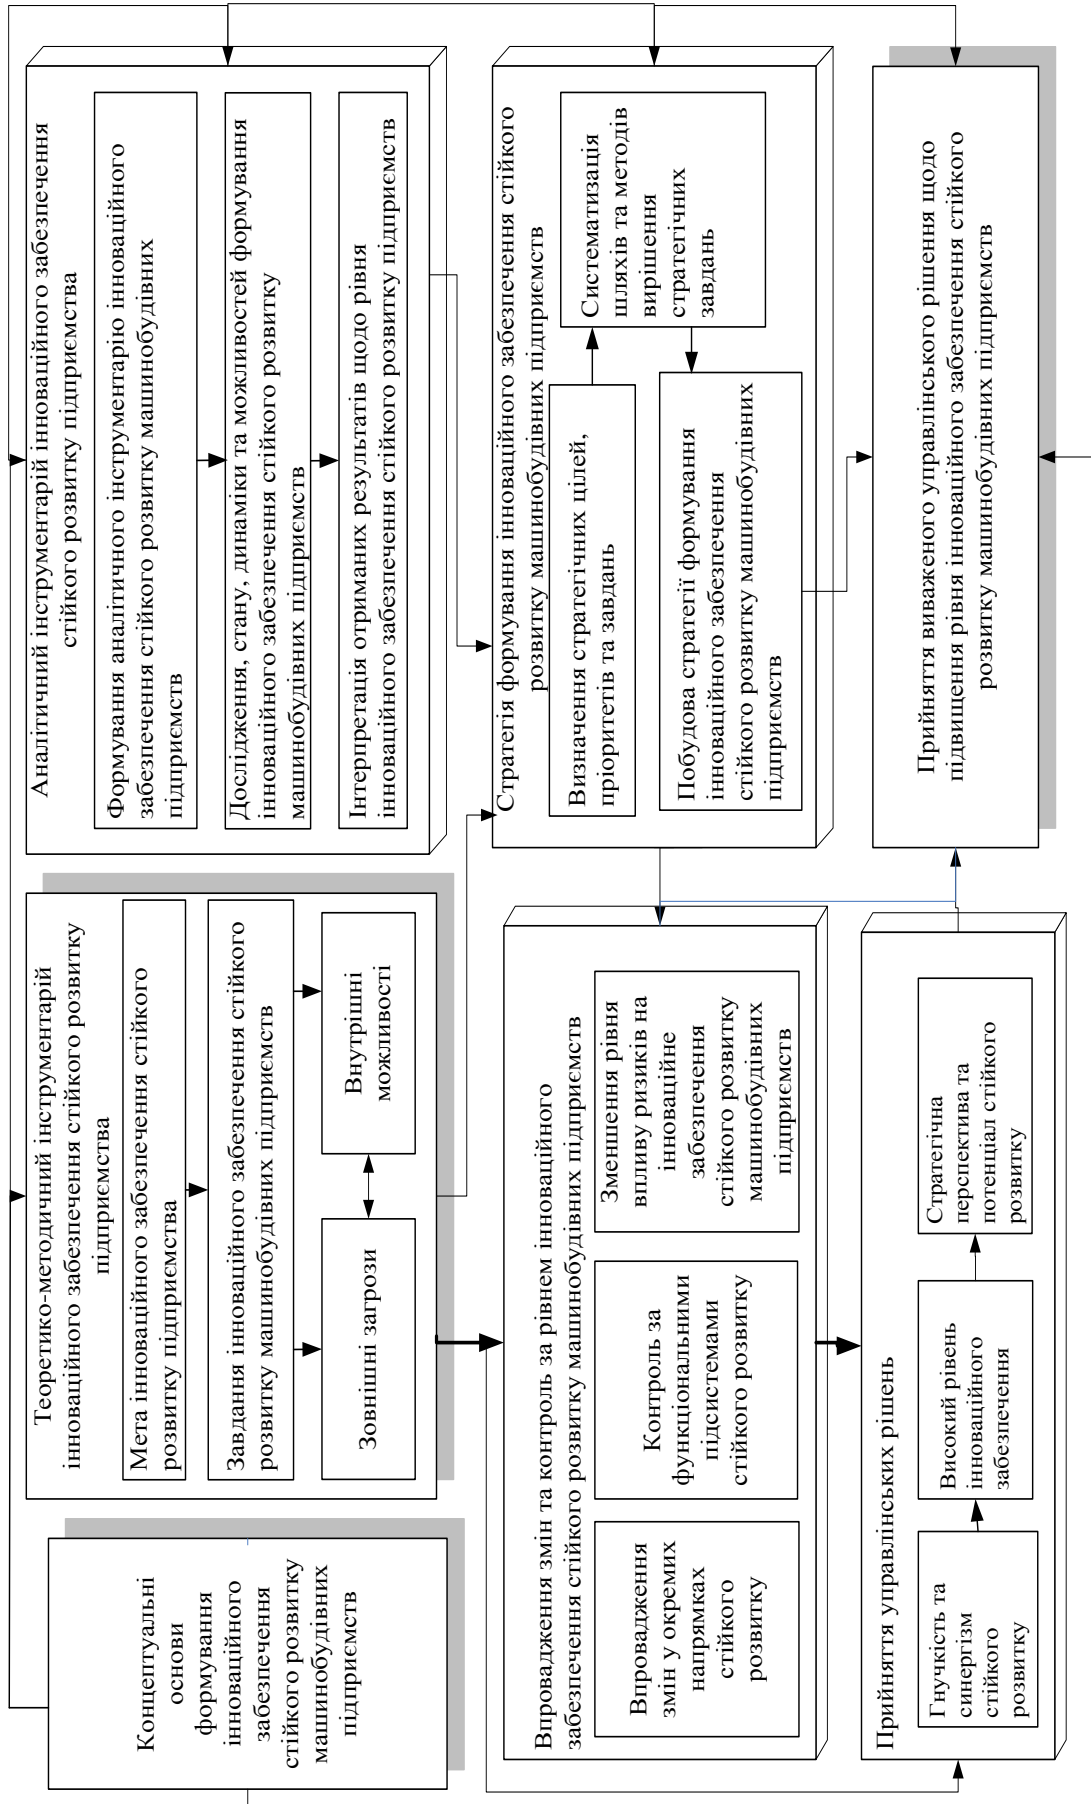 Концептуальні
основи
формування
інноваційного
забезпечення
стійкого розвитку
машинобудівних
підприємств
Теоретико-методичний інструментарій
інноваційного забезпечення стійкого розвитку
підприємства
Мета інноваційного забезпечення стійкого
розвитку підприємства
Завдання інноваційного забезпечення стійкого
розвитку машинобудівних підприємств
Зовнішні загрози
Внутрішні
можливості
Аналітичний інструментарій інноваційного забезпечення
стійкого розвитку підприємства
Формування аналітичного інструментарію інноваційного
забезпечення стійкого розвитку машинобудівних
підприємств
Дослідження, стану, динаміки та можливостей формування
інноваційного забезпечення стійкого розвитку
машинобудівних підприємств
Інтерпретація отриманих результатів щодо рівня
інноваційного забезпечення стійкого розвитку підприємств
Впровадження змін та контроль за рівнем інноваційного
забезпечення стійкого розвитку машинобудівних підприємств
Впровадження
змін у окремих
напрямках
стійкого
розвитку
Контроль за
функціональними
підсистемами
стійкого розвитку
Зменшення рівня
впливу ризиків на
інноваційне
забезпечення
стійкого розвитку
машинобудівних
підприємств
Стратегія формування інноваційного забезпечення стійкого
розвитку машинобудівних підприємств
Визначення стратегічних цілей,
пріоритетів та завдань
Систематизація
шляхів та методів
вирішення
стратегічних
завдань
Побудова стратегії формування
інноваційного забезпечення
стійкого розвитку машинобудівних
підприємств
Прийняття управлінських рішень
Гнучкість та
синергізм
стійкого
розвитку
Високий рівень
інноваційного
забезпечення
Стратегічна
перспектива та
потенціал стійкого
розвитку
Прийняття виваженого управлінського рішення щодо
підвищення рівня інноваційного забезпечення стійкого
розвитку машинобудівних підприємств